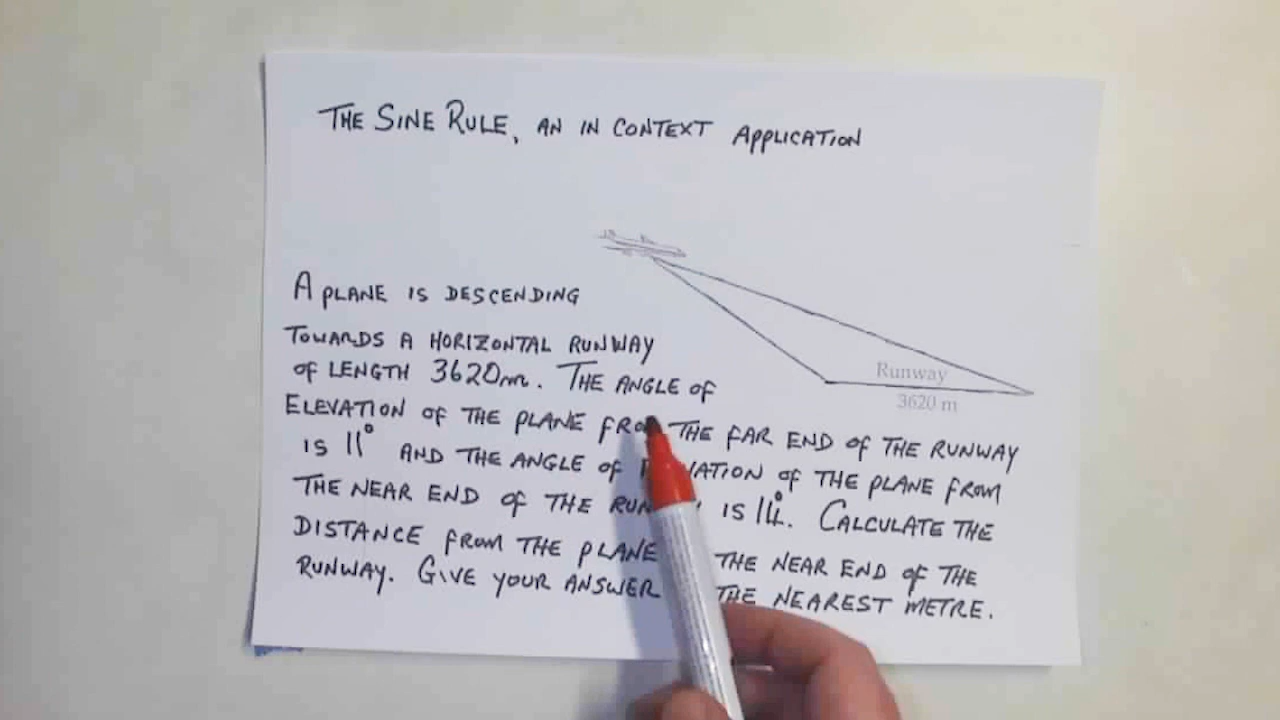 THE SINE RULE, AN IN CONTEXT APPLICATION
A PLANE IS DESCENDING
TOWARDS A HORIZONTAL RUNWAY
OF LENGTH 3620m. THE ANGLE OF
Runway
3620 m
ELEVATION OF THE PLANE FROM THE FAR END OF THE RUNWAY
IS 11° AND THE ANGLE OF OF THE PLANE FROM
THE NEAR END OF THE IS 14°. CALCULATE THE
DISTANCE FROM THE PLANE THE NEAR END OF THE
RUNWAY. GIVE YOUR ANSWER THE NEAREST METRE.